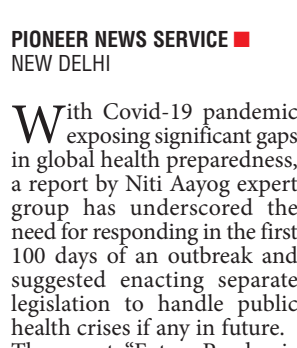 PIONEER NEWS SERVICE
NEW DELHI
With Covid-19 pandemic
exposing significant gaps
in global health preparedness,
a report by Niti Aayog expert
group has underscored the
need for responding in the first
100 days of an outbreak and
suggested enacting separate
legislation to handle public
health crises if any in future.